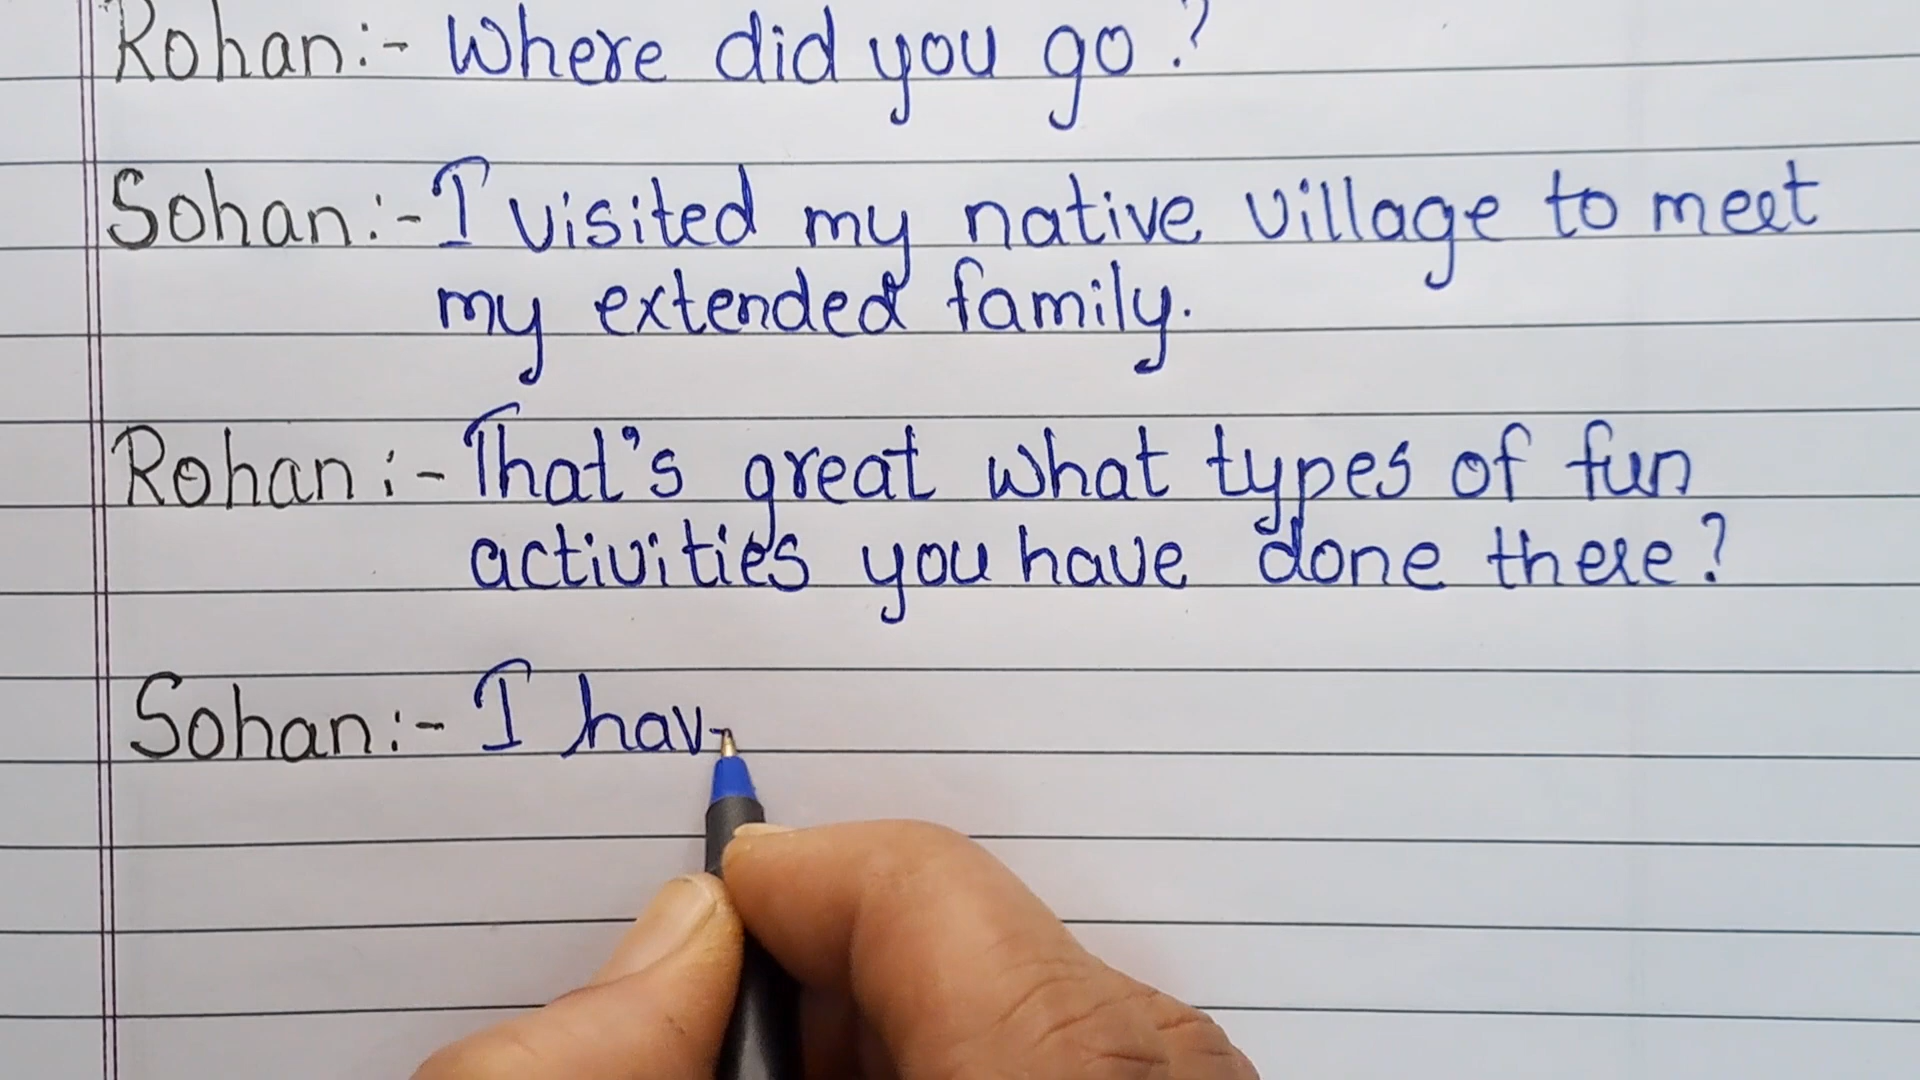 Rohan:- Where did you go?
Sohan:- I visited my native village to meet
my extended family.
Rohan:- That's great what types of fun
activities you have done there?
Sohan:- I hav